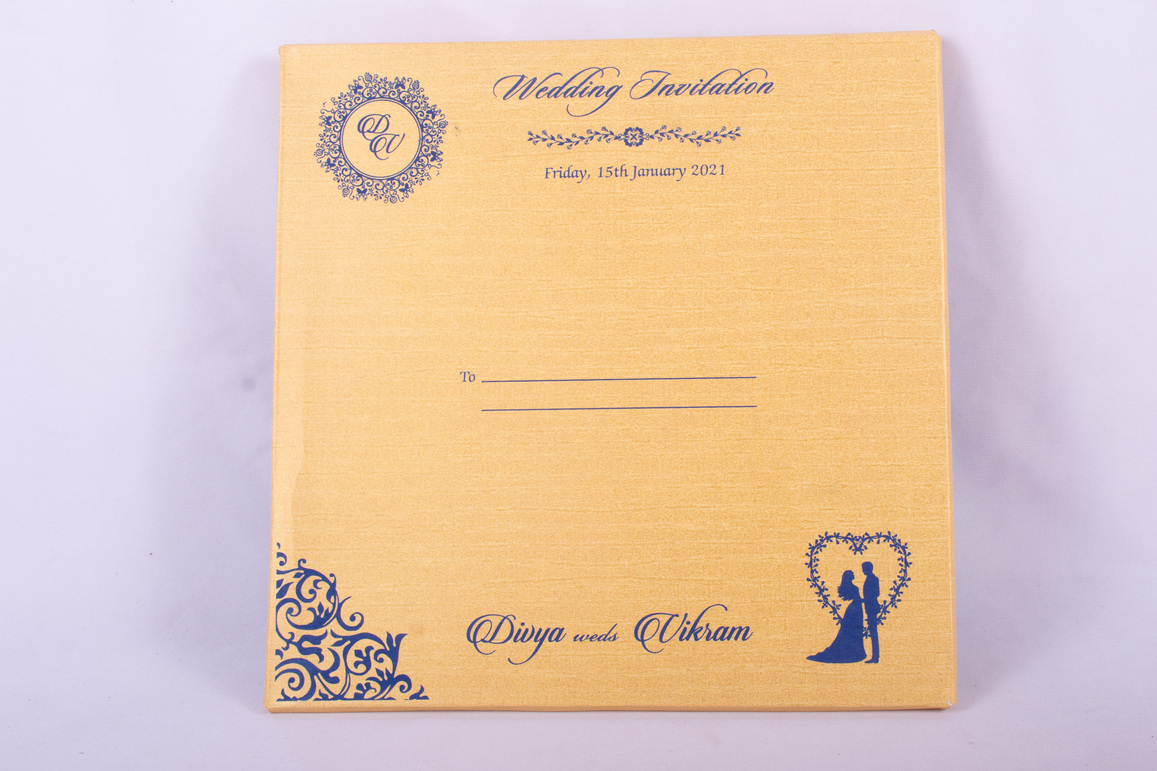 D
V
Wedding Invitation
Friday, 15th January 2021
To
Divya weds Vikram